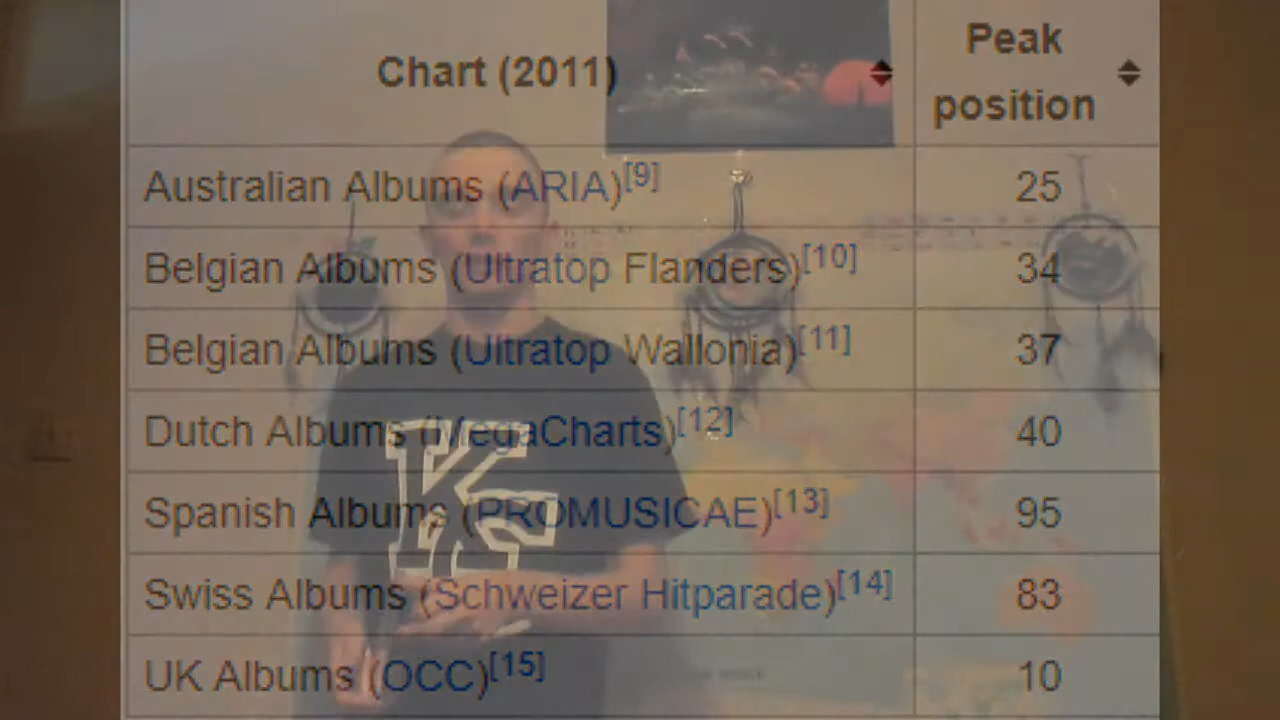 Chart (2011)
Peak
position
Australian Albums (ARIA)[9] 25
Belgian Albums (Ultratop Flanders)[10] 34
Belgian Albums (Ultratop Wallonia)[11] 37
Dutch Albums (MegaCharts)[12] 40
Spanish Albums (PROMUSICAE)[13] 95
Swiss Albums (Schweizer Hitparade)[14] 83
UK Albums (OCC)[15] 10
K